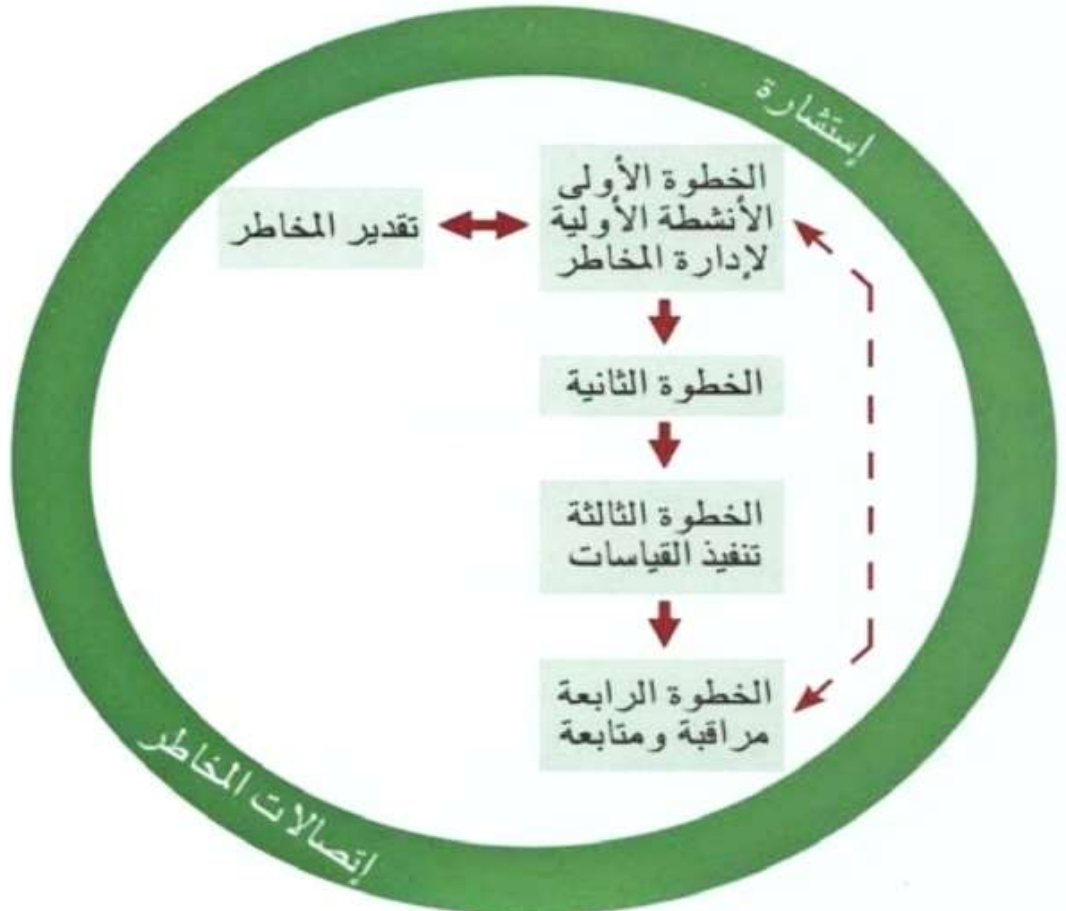 إستشارة
الخطوة الأولى
الأنشطة الأولية
لإدارة المخاطر
تقدير المخاطر
الخطوة الثانية
الخطوة الثالثة
تنفيذ القياسات
الخطوة الرابعة
مراقبة ومتابعة
إتصالات المخاطر